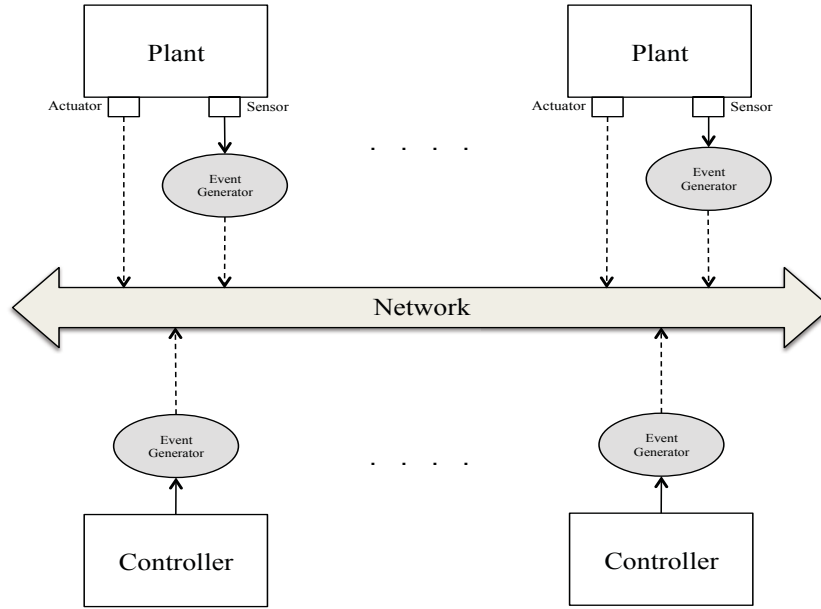 Plant
Plant
Actuator
Sensor
Actuator
Sensor
. . . .
Event
Generator
Event
Generator
Network
Event
Generator
. . . .
Event
Generator
Controller
Controller